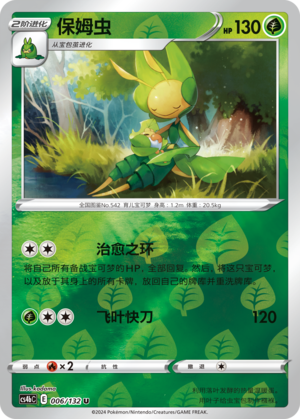 2阶进化
保姆虫
HP 130
从宝包茧进化
全国图鉴No.542 育儿宝可梦 身高：1.2m 体重：20.5kg
治愈之环
将自己所有备战宝可梦的HP，全部回复。然后，将这只宝可梦，
以及放于其身上的所有卡牌，放回自己的牌库并重洗牌库。
飞叶快刀 120
弱点 ×2 抗性 撤退
Illus.kodama
CS4bC E 006/132 U
©2024 Pokémon/Nintendo/Creatures/GAME FREAK.